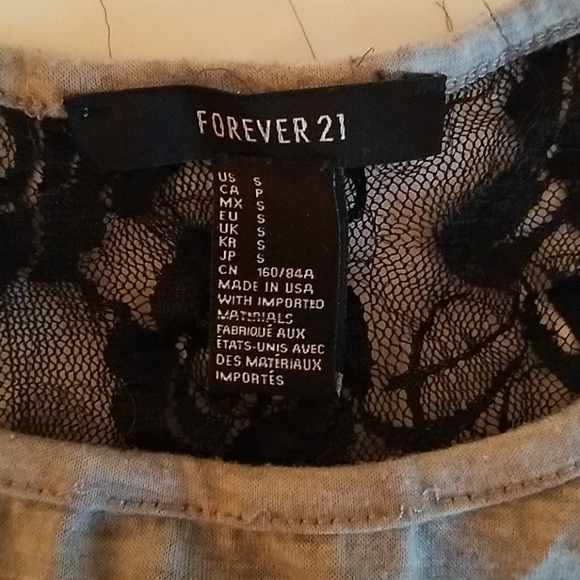 FOREVER 21
US S
CA P
MX S
EU S
UK S
KR S
JP S
CN 160/84A
MADE IN USA
WITH IMPORTED
MATERIALS
FABRIQUÉ AUX
ÉTATS-UNIS AVEC
DES MATÉRIAUX
IMPORTÉS